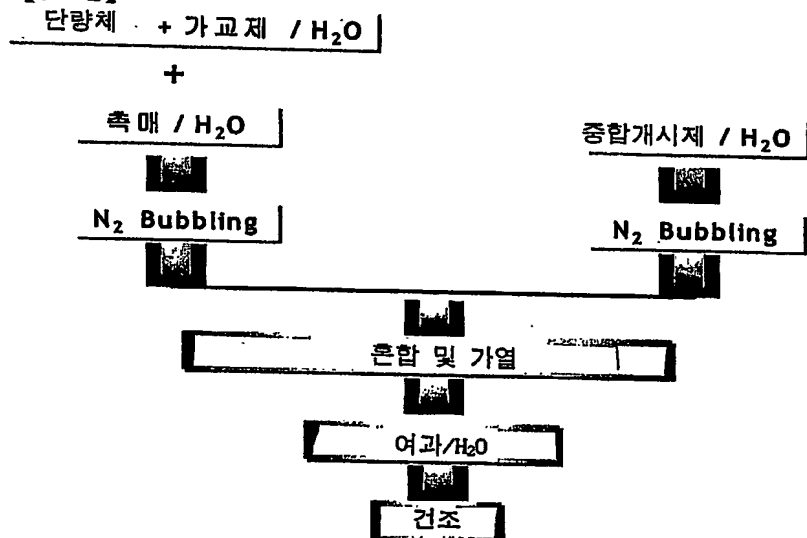 단량체 + 가교제 / H₂O
+
촉매 / H₂O
중합개시제 / H₂O
N₂ Bubbling
N₂ Bubbling
혼합 및 가열
여과/H₂O
건조